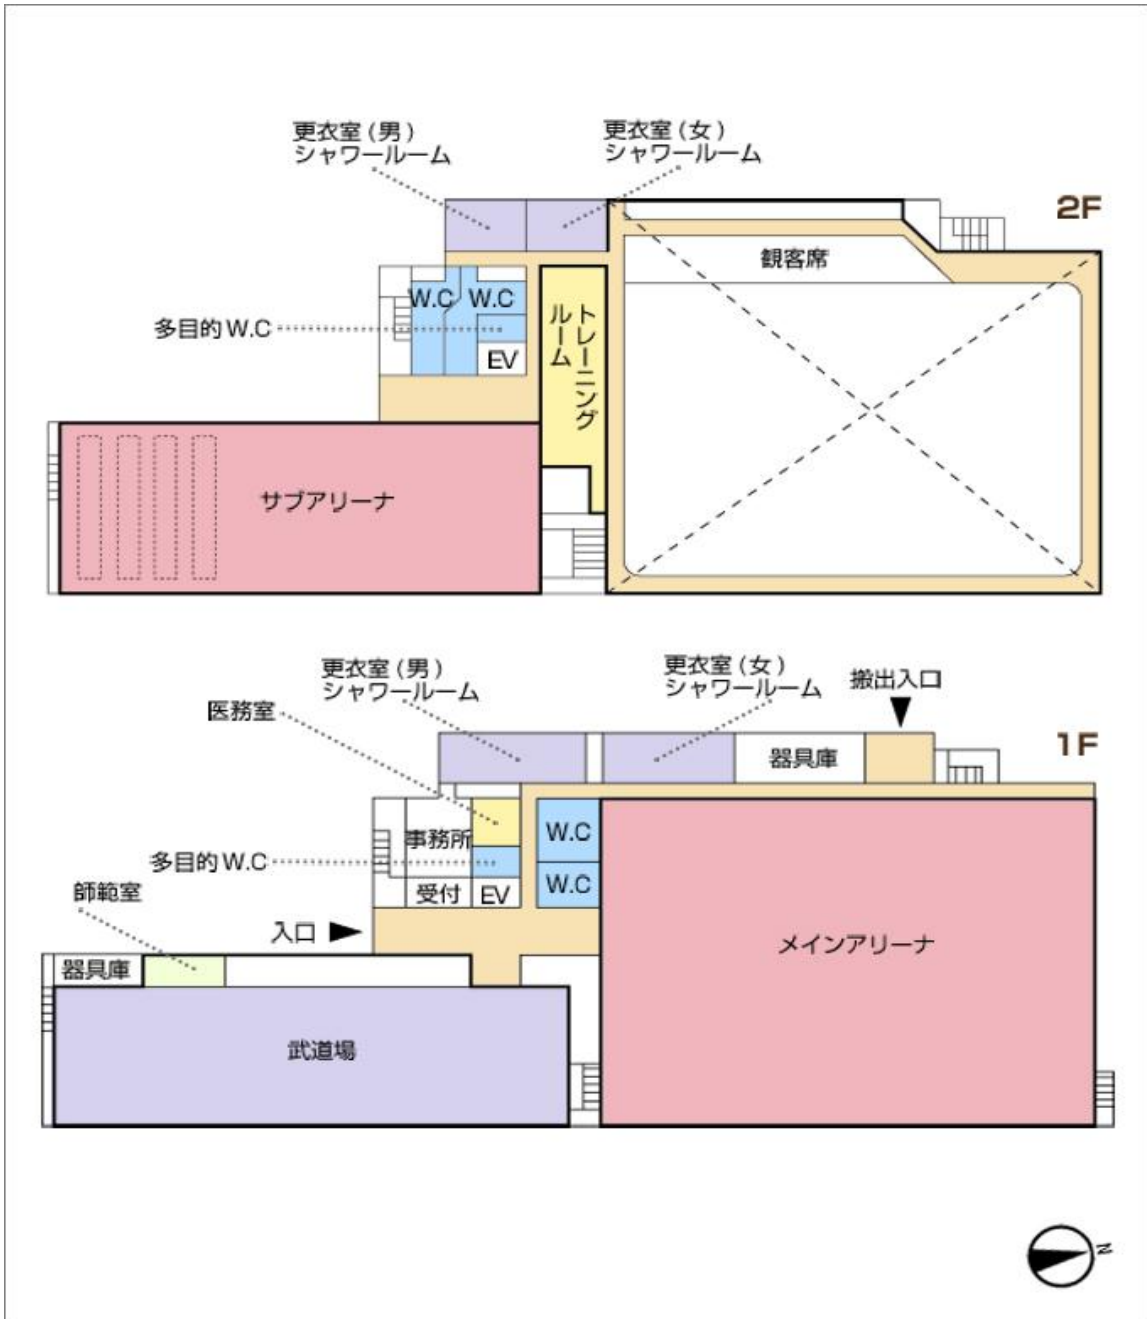 更衣室(男)
シャワールーム
更衣室(女)
シャワールーム
2F
観客席
W.C
W.C
多目的W.C
EV
トレーニング
ルーム
サブアリーナ
更衣室(男)
シャワールーム
更衣室(女)
シャワールーム
搬出入口
医務室
1F
器具庫
事務所
W.C
多目的W.C
W.C
師範室
受付
EV
入口
メインアリーナ
器具庫
武道場
N